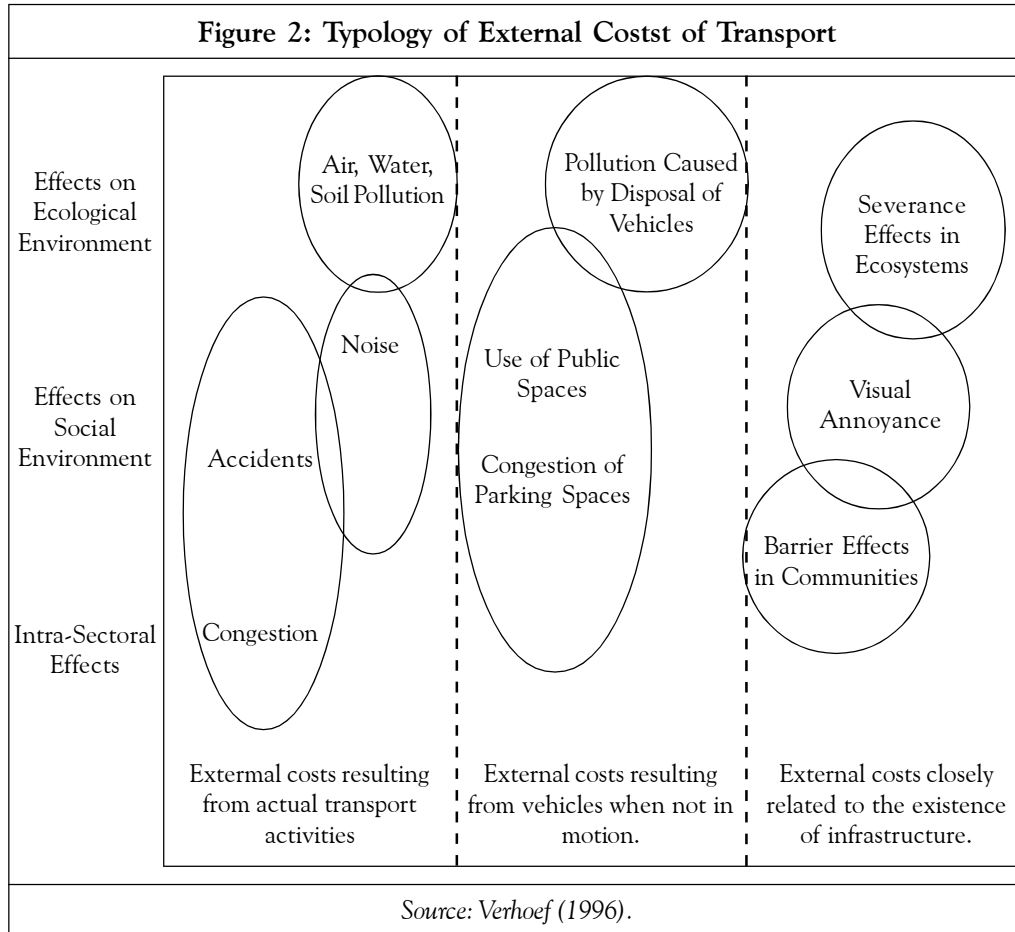 Figure 2: Typology of External Costst of Transport
Effects on
Ecological
Environment
Effects on
Social
Environment
Intra-Sectoral
Effects
Air, Water,
Soil Pollution
Noise
Accidents
Congestion
Extermal costs resulting
from actual transport
activities
Pollution Caused
by Disposal of
Vehicles
Use of Public
Spaces
Congestion of
Parking Spaces
External costs resulting
from vehicles when not in
motion.
Severance
Effects in
Ecosystems
Visual
Annoyance
Barrier Effects
in Communities
External costs closely
related to the existence
of infrastructure.
Source: Verhoef (1996).